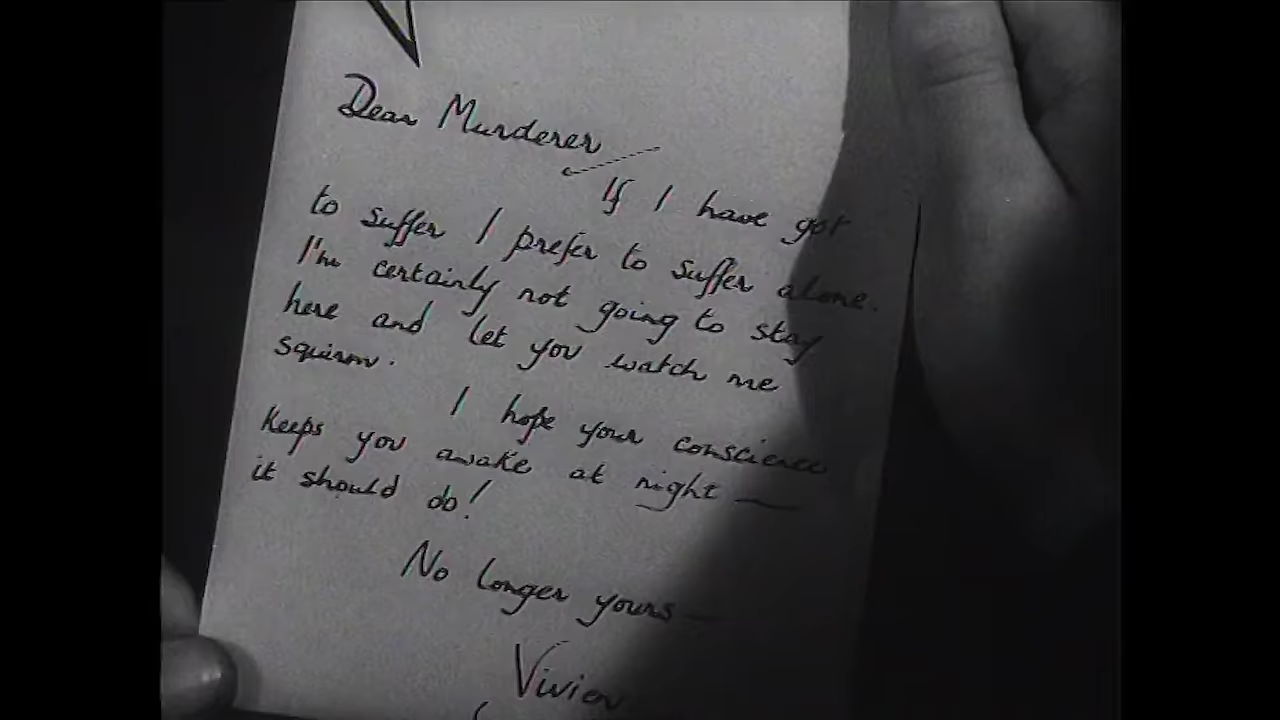 Dear Murderer
If I have got
to suffer I prefer to suffer alone.
I'm certainly not going to stay
here and let you watch me
squirm.
I hope your conscience
keeps you awake at night —
it should do!
No longer yours —
Vivien